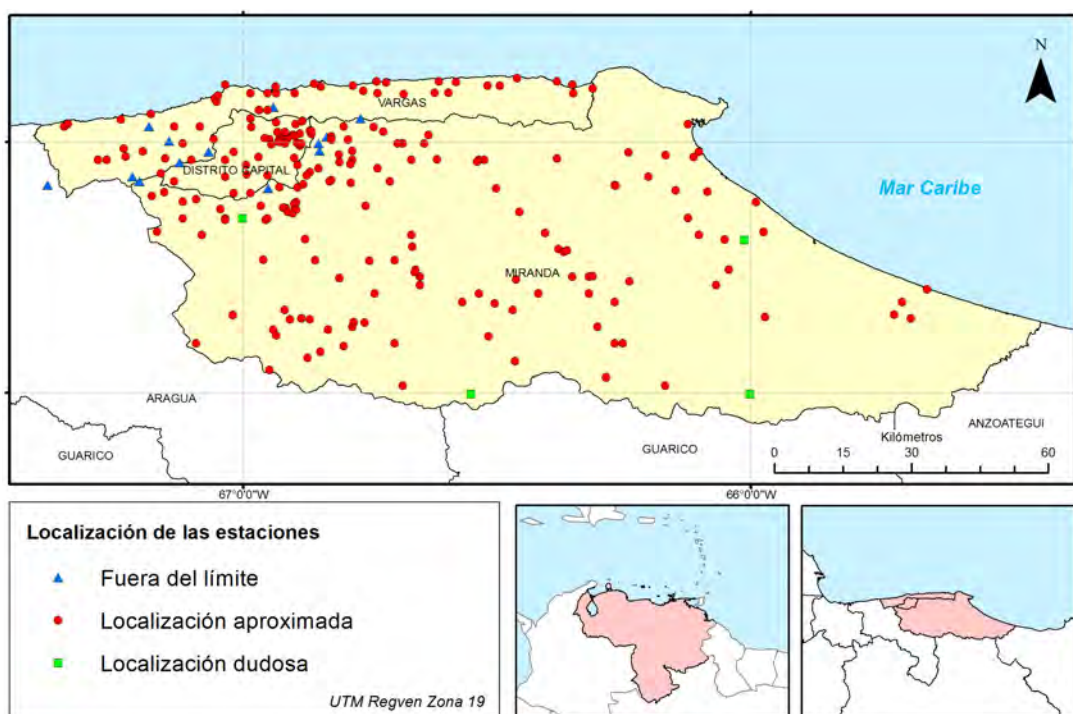 N
VARGAS
DISTRITO CAPITAL
Mar Caribe
MIRANDA
ARAGUA
ANZOATEGUI
GUARICO
GUARICO
Kilómetros
0 15 30 60
67°0'0"W
66°0'0"W
Localización de las estaciones
Fuera del límite
Localización aproximada
Localización dudosa
UTM Regven Zona 19